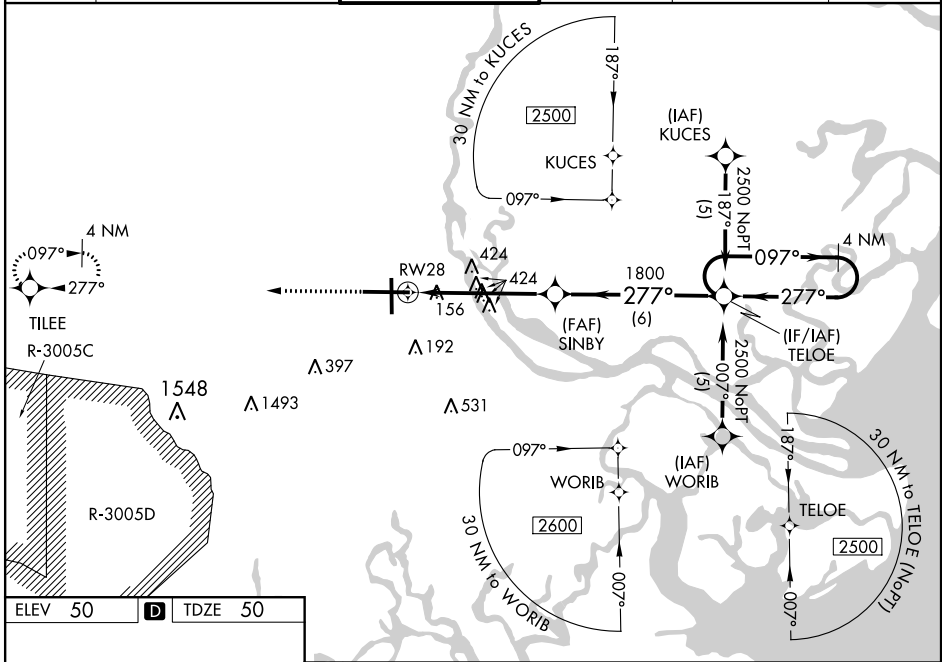 30 NM to KUCES
187°
2500
KUCES
097°
(IAF)
KUCES
2500 NoPT
187°
(5)
4 NM
097°
277°
TILEE
R-3005C
RW28
424
424
156
1800
277°
(6)
(FAF)
SINBY
4 NM
097°
277°
(IF/IAF)
TELOE
192
397
1548
1493
531
2500 NoPT
007°
(5)
(IAF)
WORIB
097°
WORIB
2600
30 NM to WORIB
007°
187°
TELOE
2500
30 NM to TELOE (NoPT)
007°
R-3005D
ELEV 50 D TDZE 50